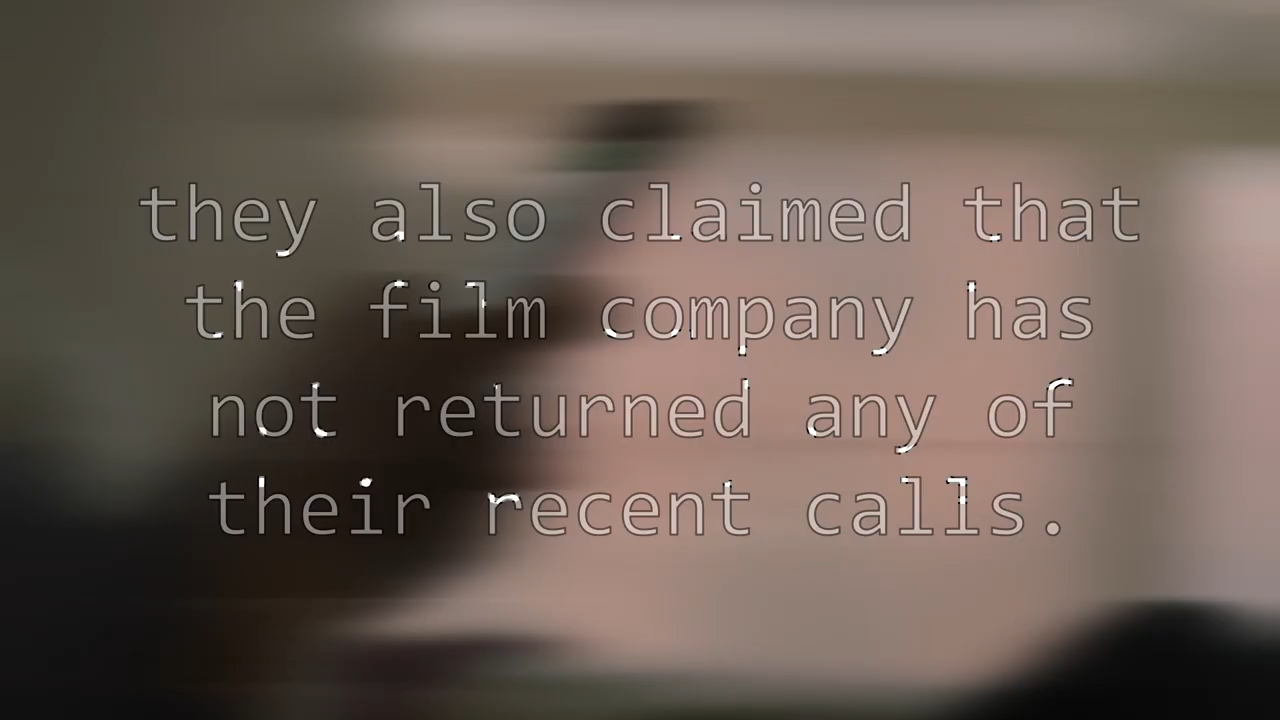 they also claimed that
the film company has
not returned any of
their recent calls.